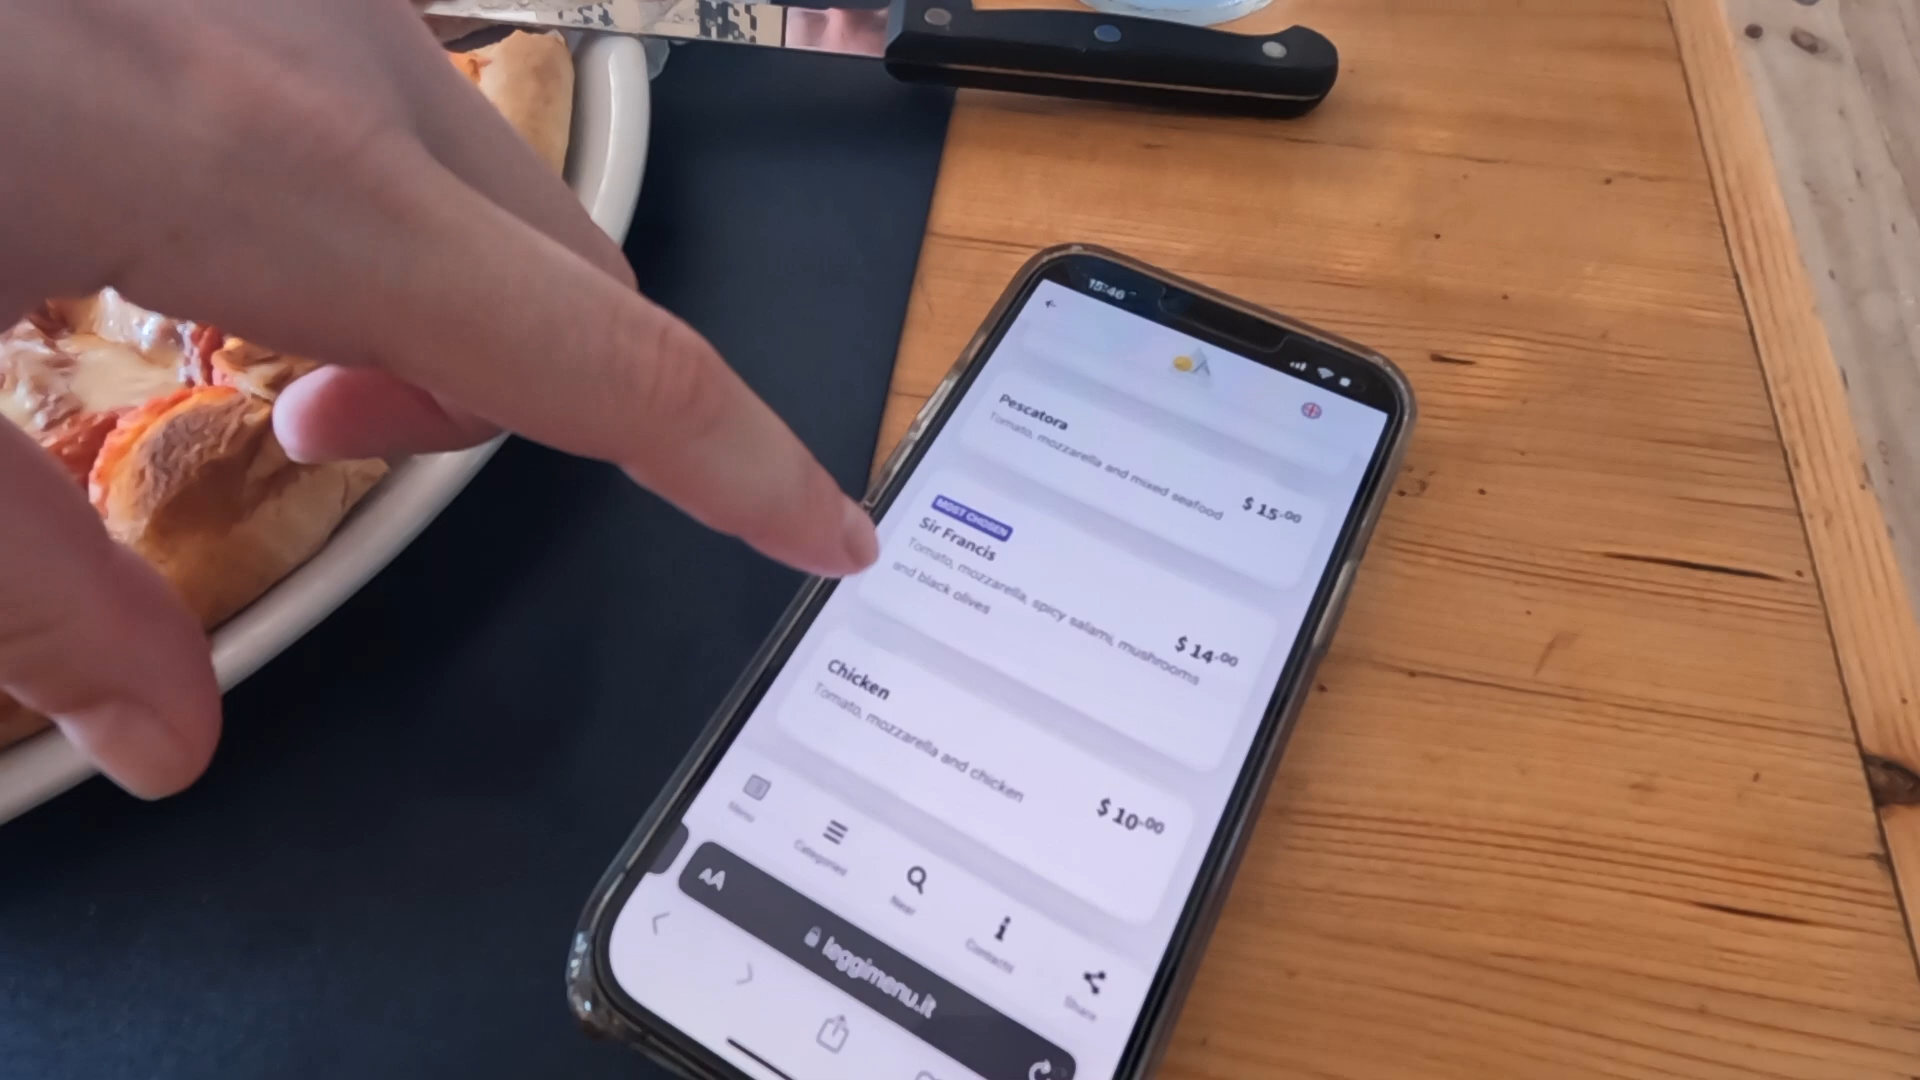 15:46
Pescatora
Tomato, mozzarella and mixed seafood
$ 15.00
MOST CHOSEN
Sir Francis
Tomato, mozzarella, spicy salami, mushrooms
and black olives
$ 14.00
Chicken
Tomato, mozzarella and chicken
$ 10.00
Menu
Categories
Near
Contacts
Share
AA
leggimenu.it